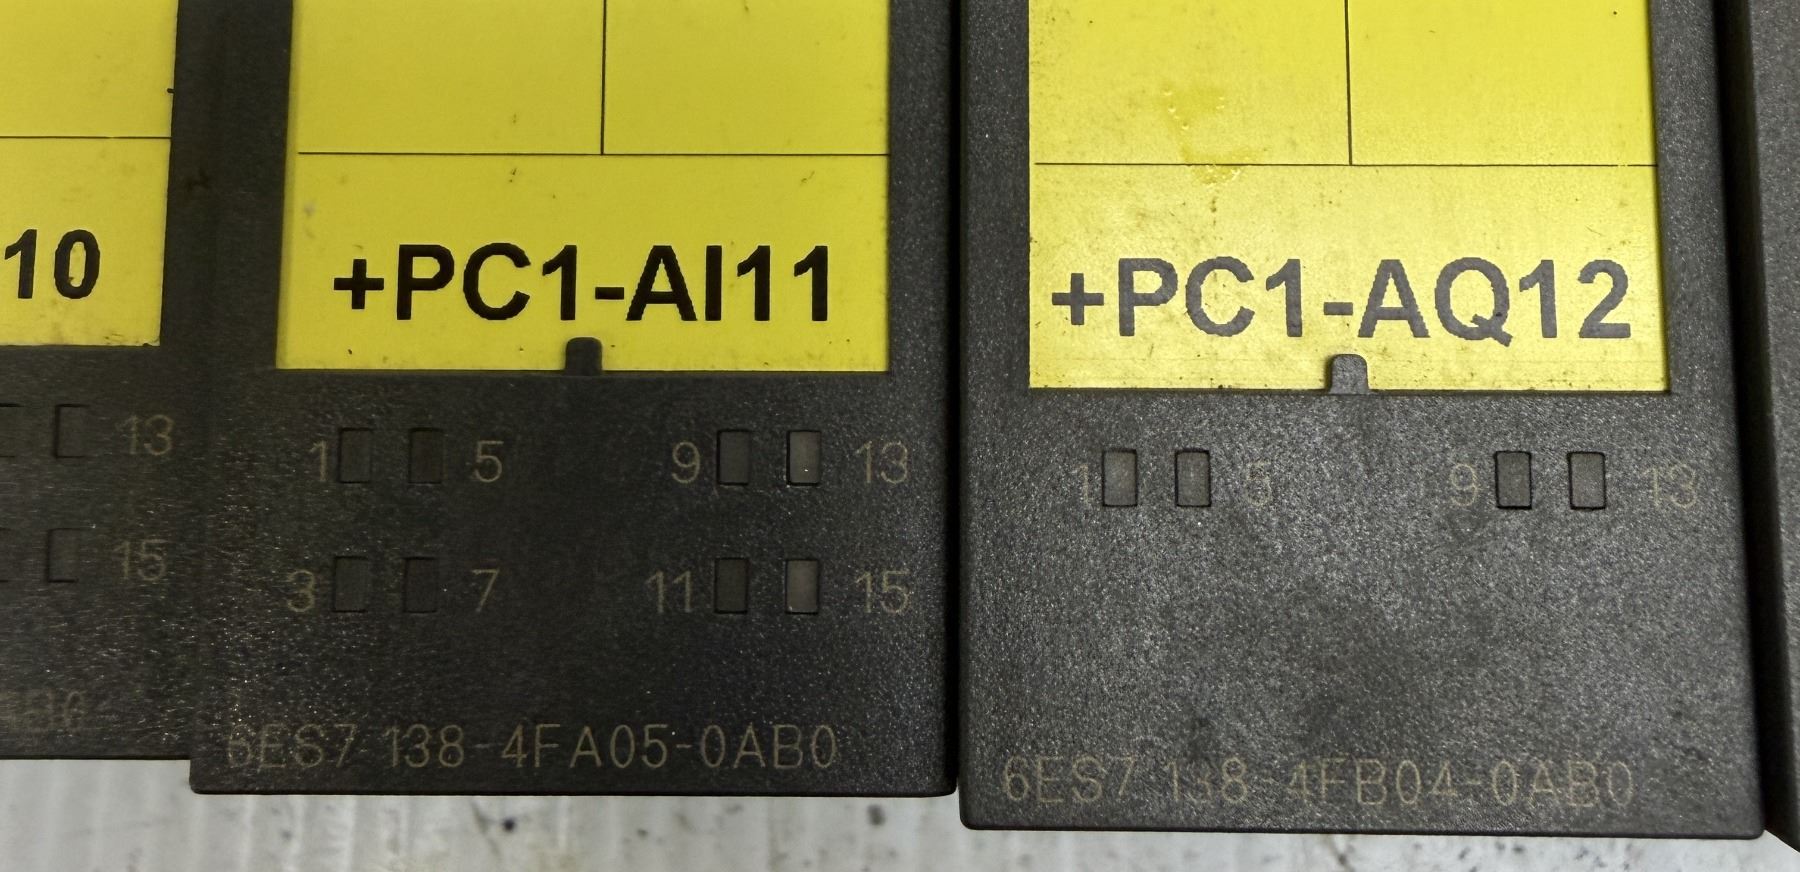 10
13
15
+PC1-AI11
1 5 9 13
3 7 11 15
6ES7 138-4FA05-0AB0
+PC1-AQ12
1 5 9 13
6ES7 138-4FB04-0AB0